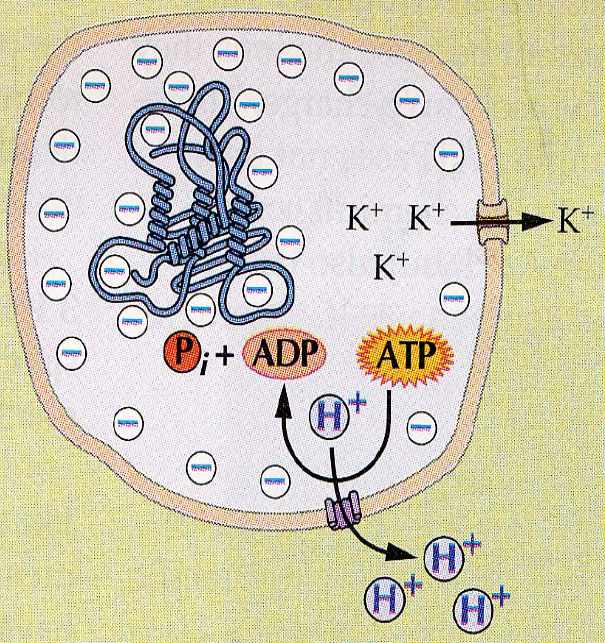 K⁺ K⁺ K⁺
K⁺
Pi + ADP ATP
H⁺
H⁺
H⁺ H⁺